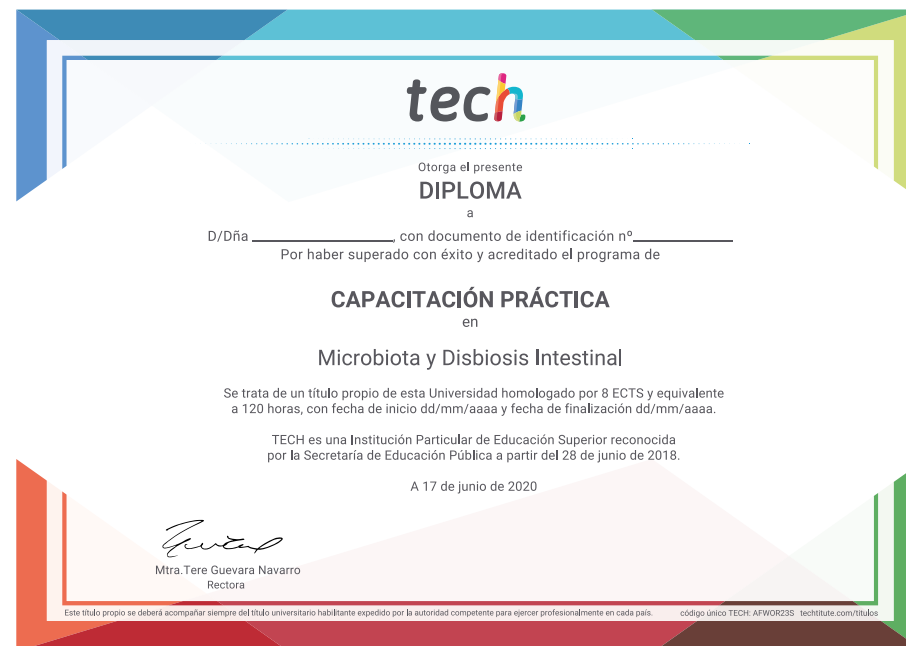 tech
Otorga el presente
DIPLOMA
a
D/Dña ____________________, con documento de identificación nº______________
Por haber superado con éxito y acreditado el programa de
CAPACITACIÓN PRÁCTICA
en
Microbiota y Disbiosis Intestinal
Se trata de un título propio de esta Universidad homologado por 8 ECTS y equivalente
a 120 horas, con fecha de inicio dd/mm/aaaa y fecha de finalización dd/mm/aaaa.
TECH es una Institución Particular de Educación Superior reconocida
por la Secretaría de Educación Pública a partir del 28 de junio de 2018.
A 17 de junio de 2020
Mtra.Tere Guevara Navarro
Rectora
Este título propio se deberá acompañar siempre del título universitario habilitante expedido por la autoridad competente para ejercer profesionalmente en cada país. código único TECH: AFWOR23S techtitute.com/titulos